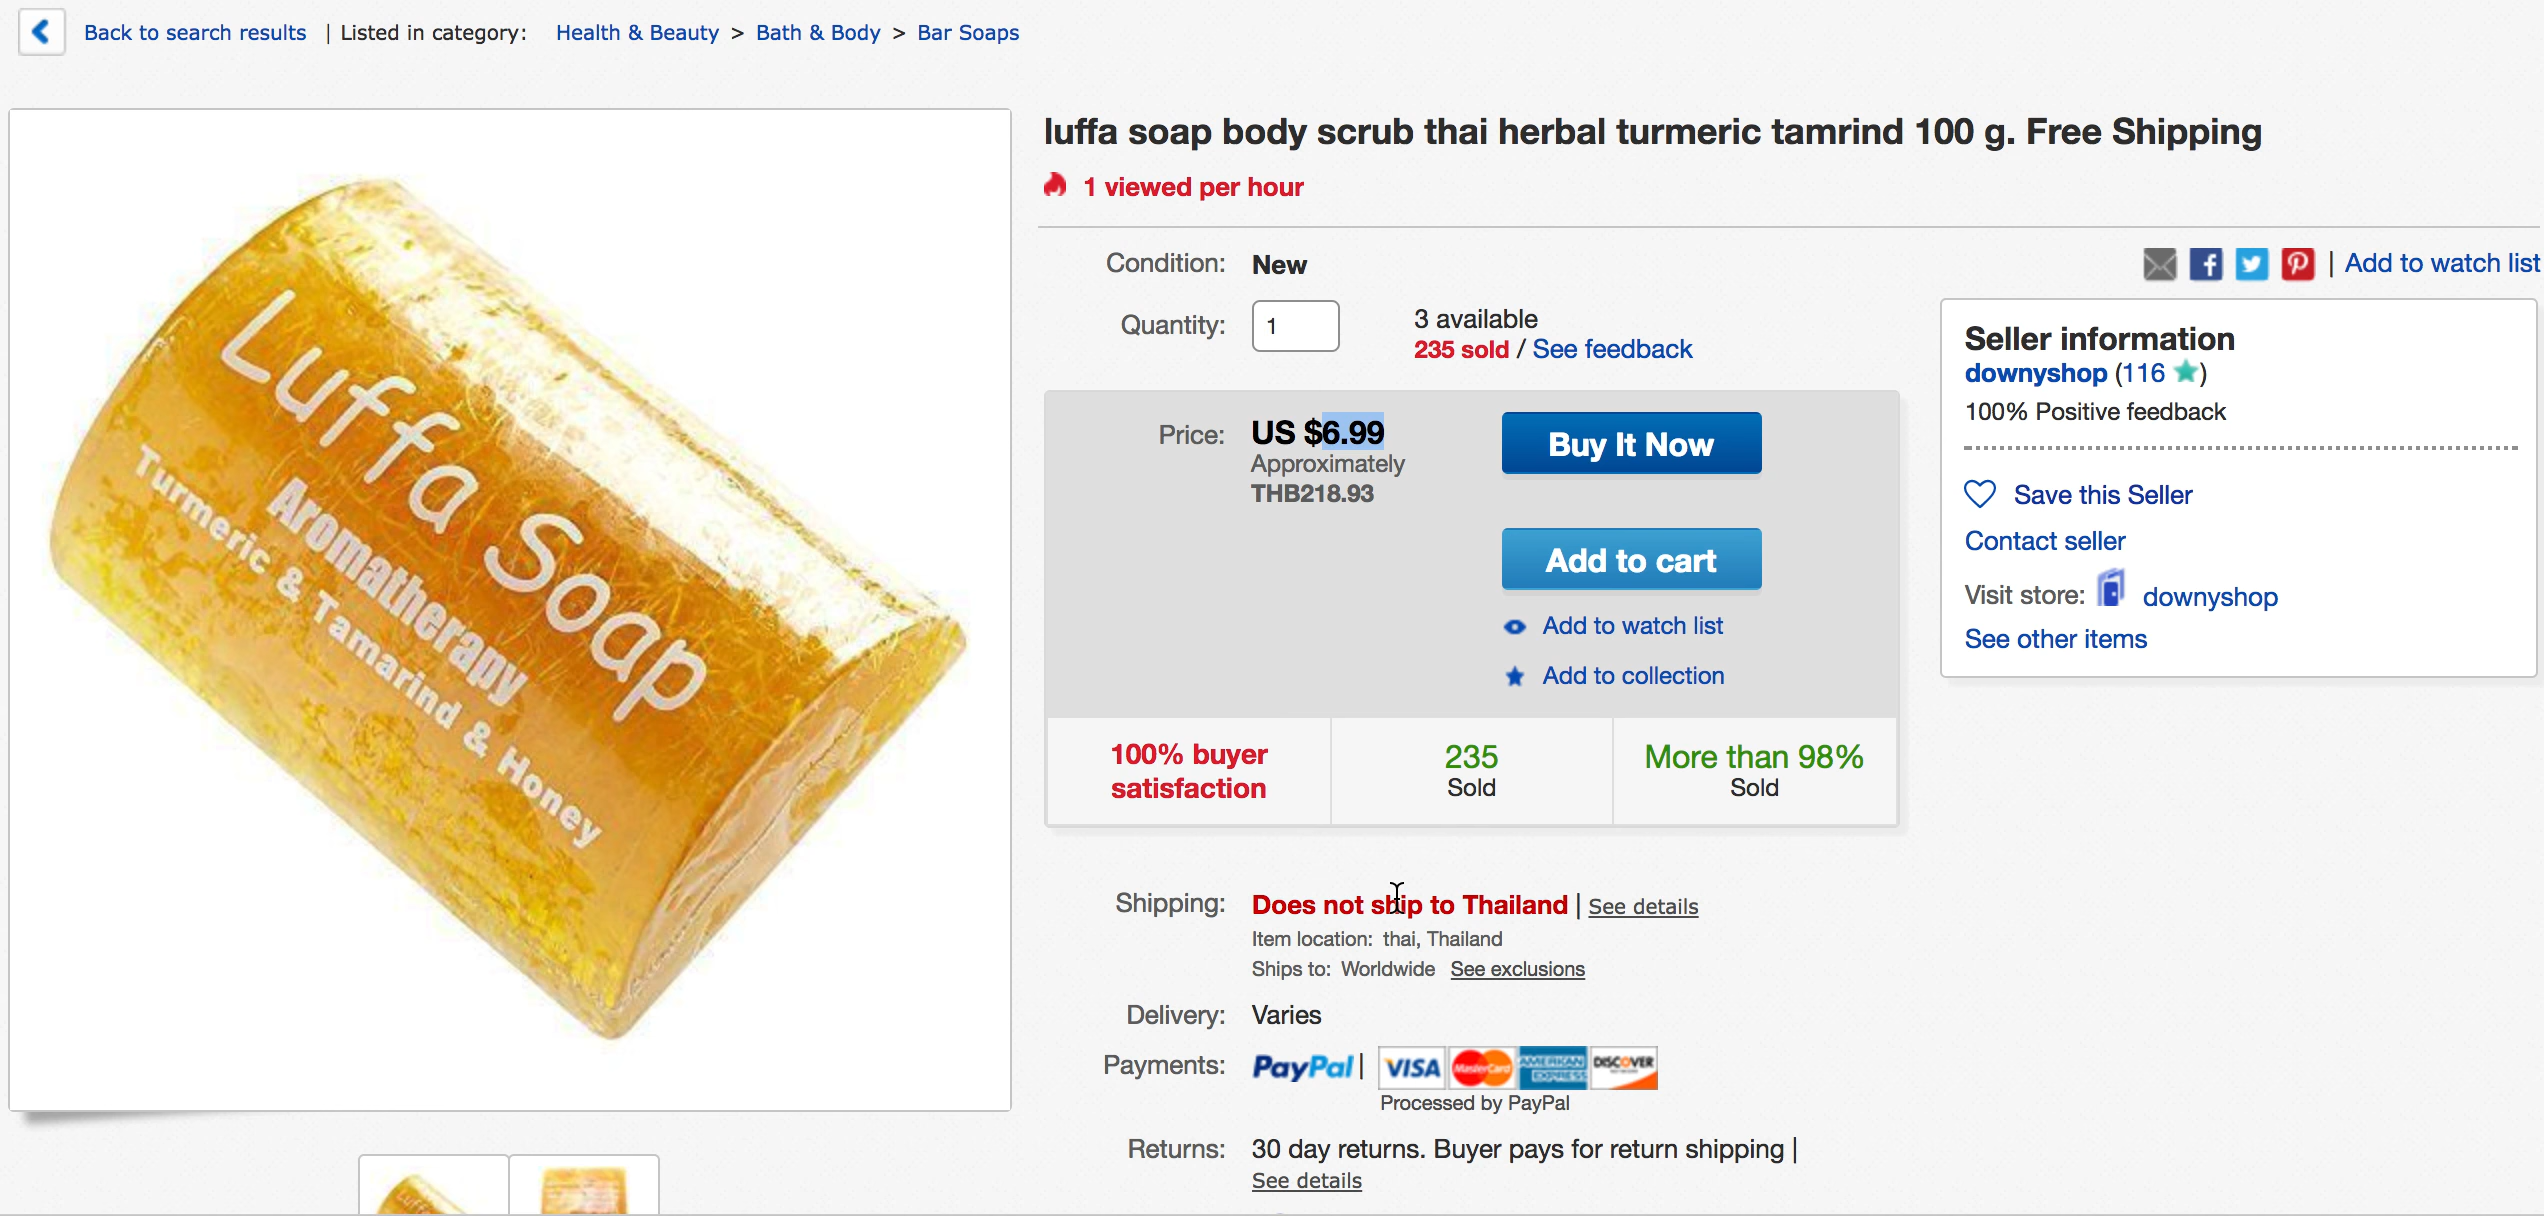 Back to search results | Listed in category: Health & Beauty > Bath & Body > Bar Soaps
luffa soap body scrub thai herbal turmeric tamrind 100 g. Free Shipping
1 viewed per hour
Condition: New
| Add to watch list
Quantity: 1
3 available
235 sold / See feedback
Price: US $6.99
Approximately
THB218.93
Buy It Now
Add to cart
Add to watch list
Add to collection
100% buyer
satisfaction
235
Sold
More than 98%
Sold
Seller information
downyshop (116)
100% Positive feedback
Save this Seller
Contact seller
Visit store: downyshop
See other items
Shipping: Does not ship to Thailand | See details
Item location: thai, Thailand
Ships to: Worldwide See exclusions
Delivery: Varies
Payments: PayPal | VISA MasterCard AMERICAN EXPRESS DISCOVER
Processed by PayPal
Returns: 30 day returns. Buyer pays for return shipping |
See details
Luffa Soap
Aromatherapy
Turmeric & Tamarind & Honey